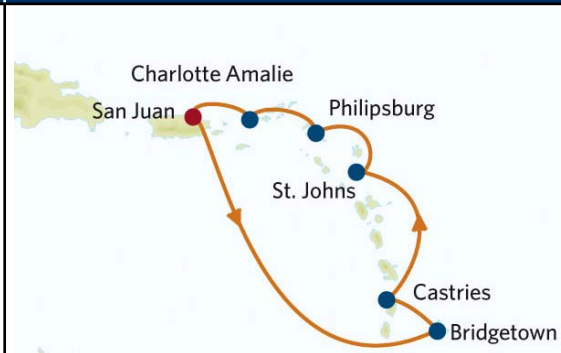 Charlotte Amalie
San Juan
Philipsburg
St. Johns
Castries
Bridgetown